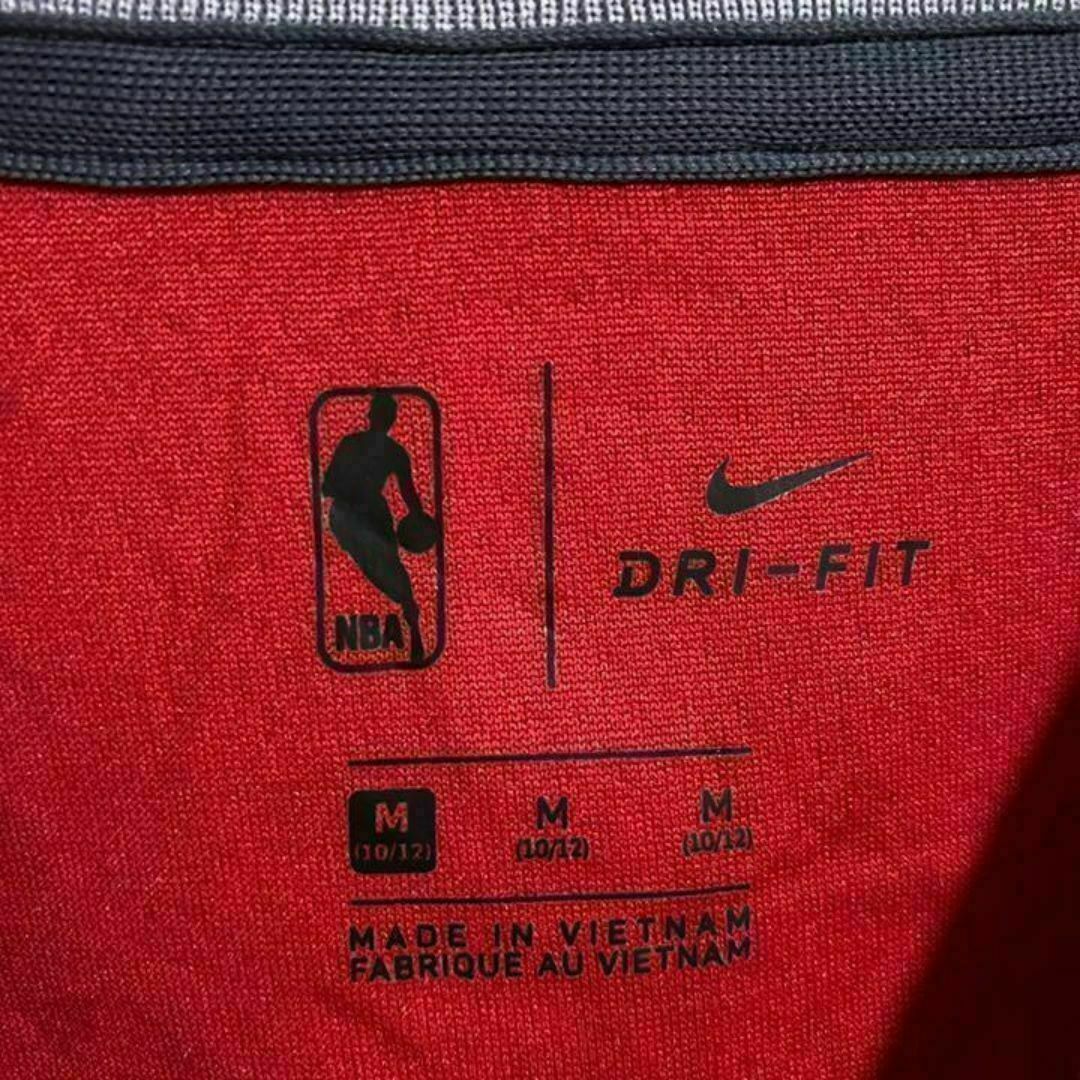 NBA
DRI-FIT
M M M
(10/12) (10/12) (10/12)
MADE IN VIETNAM
FABRIQUE AU VIETNAM